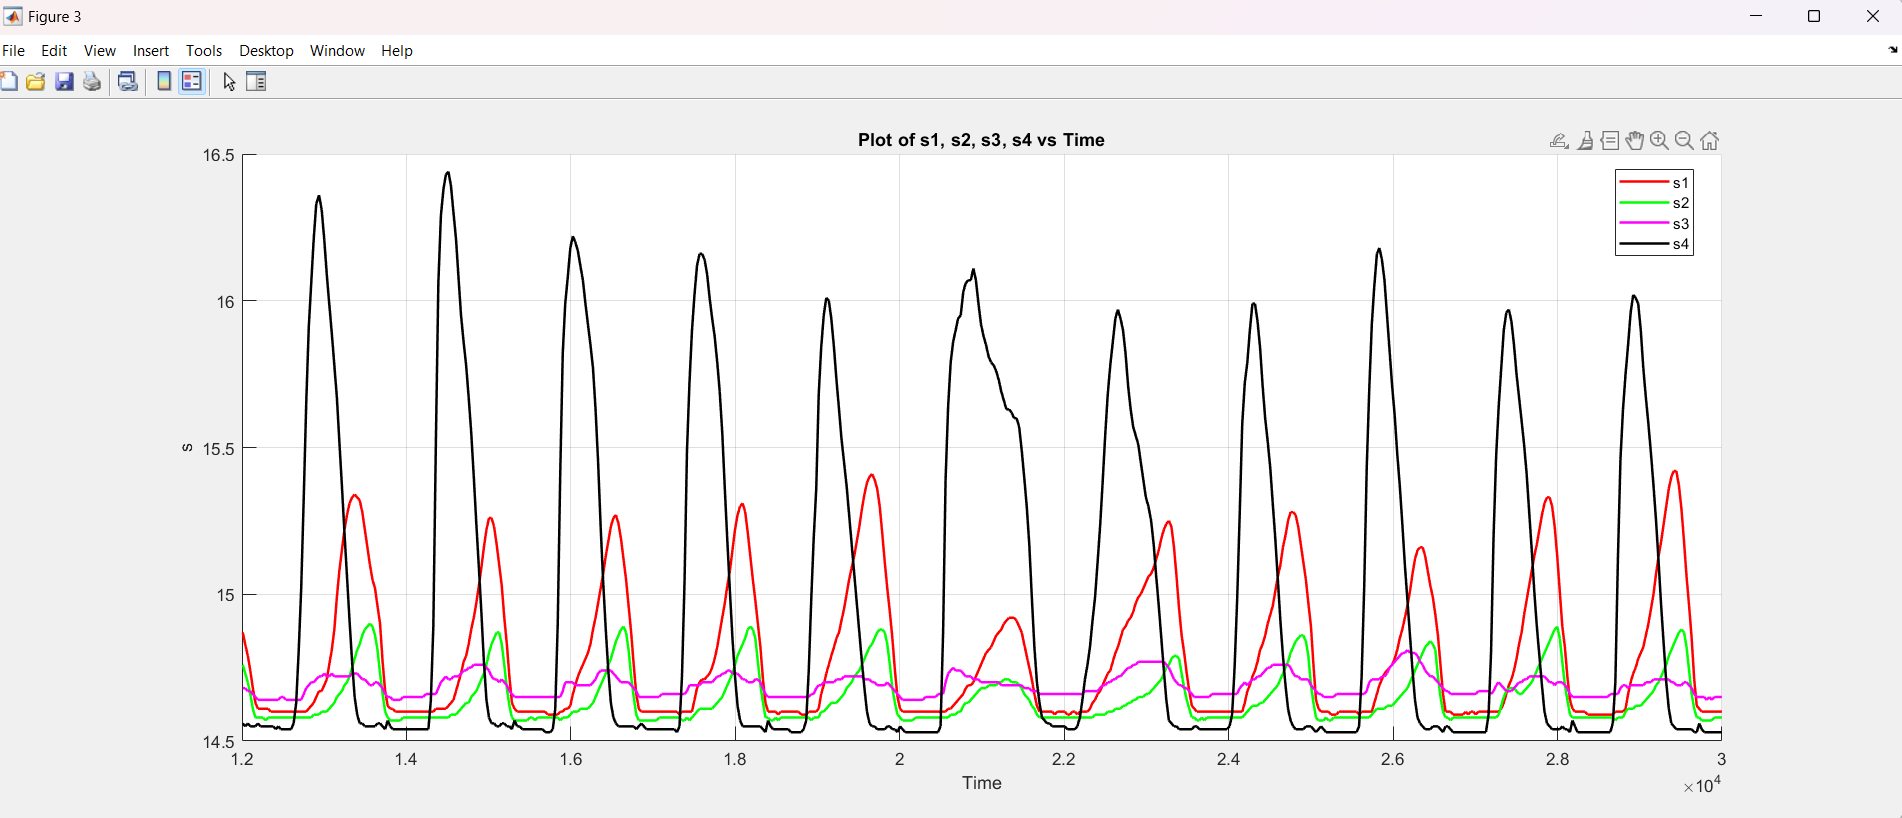 Figure 3
File Edit View Insert Tools Desktop Window Help
Plot of s1, s2, s3, s4 vs Time
16.5
16
15.5
15
14.5
s
s1
s2
s3
s4
1.2 1.4 1.6 1.8 2 2.2 2.4 2.6 2.8 3
Time
×10⁴